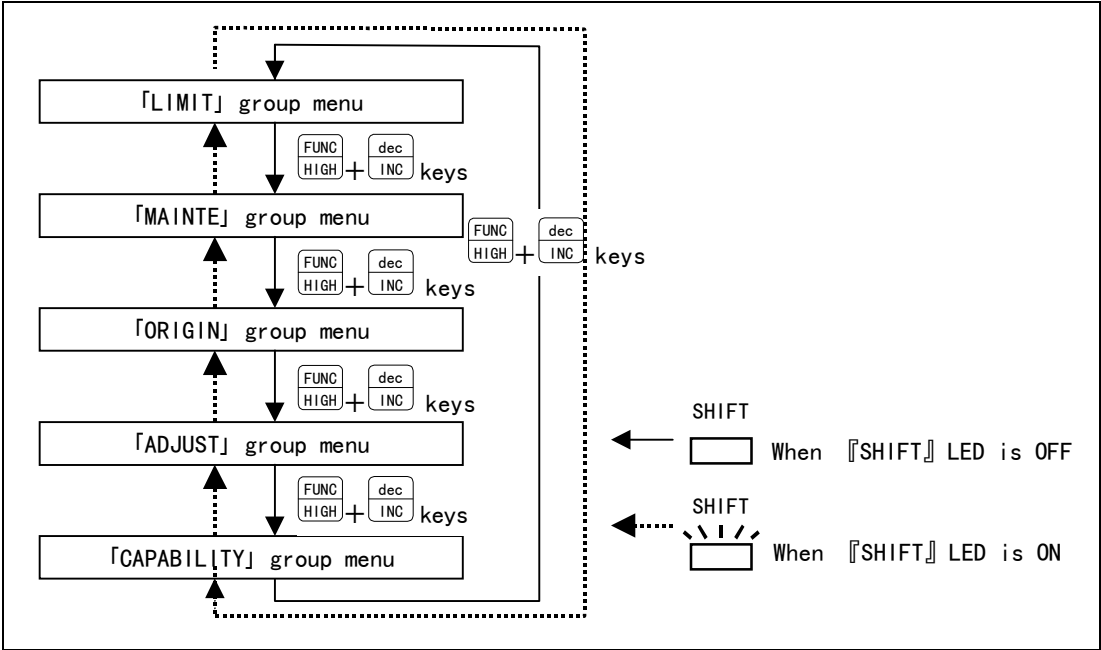 「LIMIT」 group menu
FUNC HIGH + dec INC keys
「MAINTE」 group menu
FUNC HIGH + dec INC keys
FUNC HIGH + dec INC keys
「ORIGIN」 group menu
FUNC HIGH + dec INC keys
「ADJUST」 group menu
FUNC HIGH + dec INC keys
「CAPABILITY」 group menu
SHIFT
When 『SHIFT』 LED is OFF
SHIFT
When 『SHIFT』 LED is ON